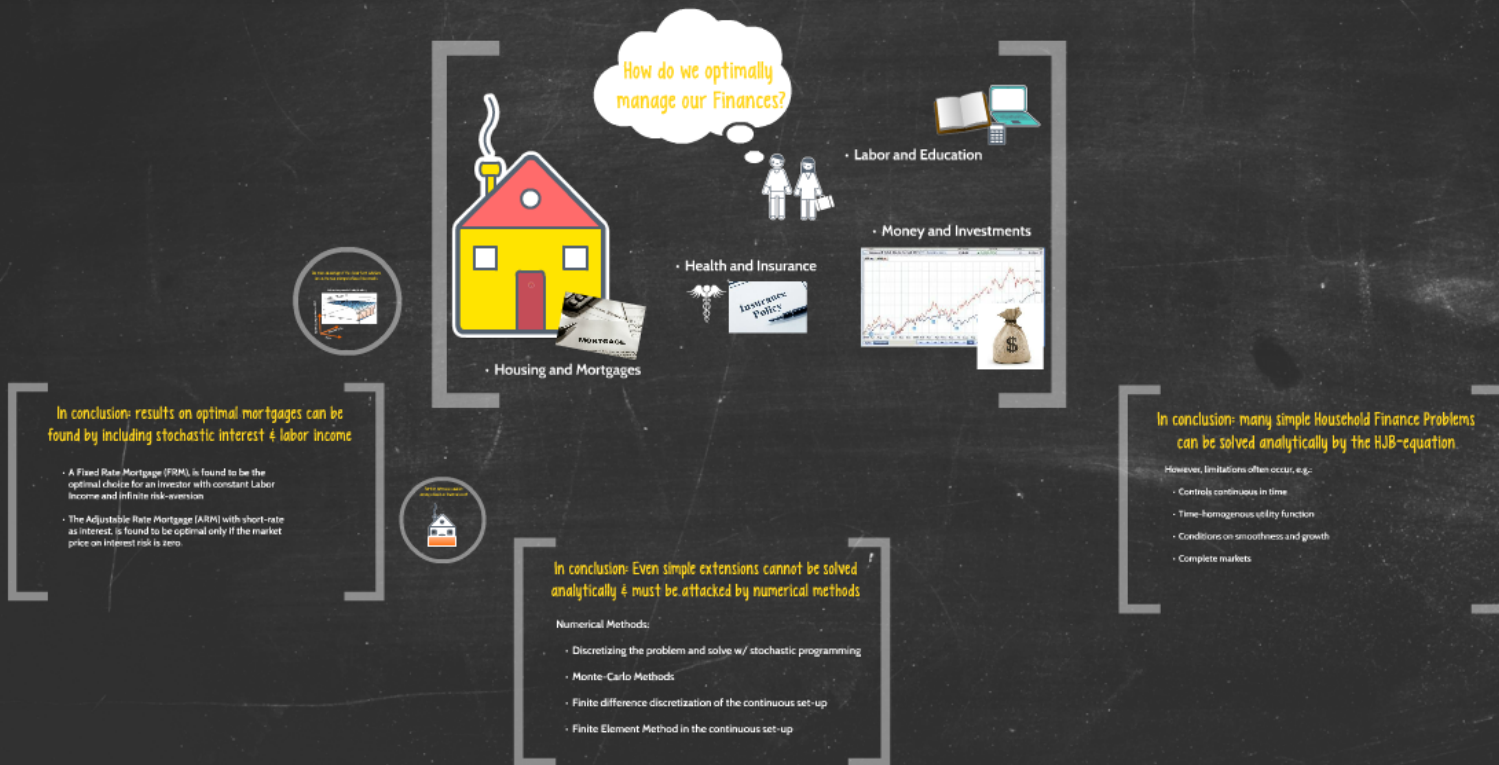 How do we optimally
manage our Finances?
• Labor and Education
• Money and Investments
• Health and Insurance
Insurance
Policy
MORTGAGE
$
• Housing and Mortgages
In conclusion: results on optimal mortgages can be
found by including stochastic interest & labor income
• A Fixed Rate Mortgage (FRM), is found to be the
optimal choice for an investor with constant Labor
Income and infinite risk-aversion
• The Adjustable Rate Mortgage (ARM) with short-rate
as interest, is found to be optimal only if the market
price on interest risk is zero.
In conclusion: Even simple extensions cannot be solved
analytically & must be attacked by numerical methods
Numerical Methods:
• Discretizing the problem and solve w/ stochastic programming
• Monte-Carlo Methods
• Finite difference discretization of the continuous set-up
• Finite Element Method in the continuous set-up
In conclusion: many simple Household Finance Problems
can be solved analytically by the HJB-equation
However, limitations often occur, e.g.:
• Controls continuous in time
• Time-homogenous utility function
• Conditions on smoothness and growth
• Complete markets